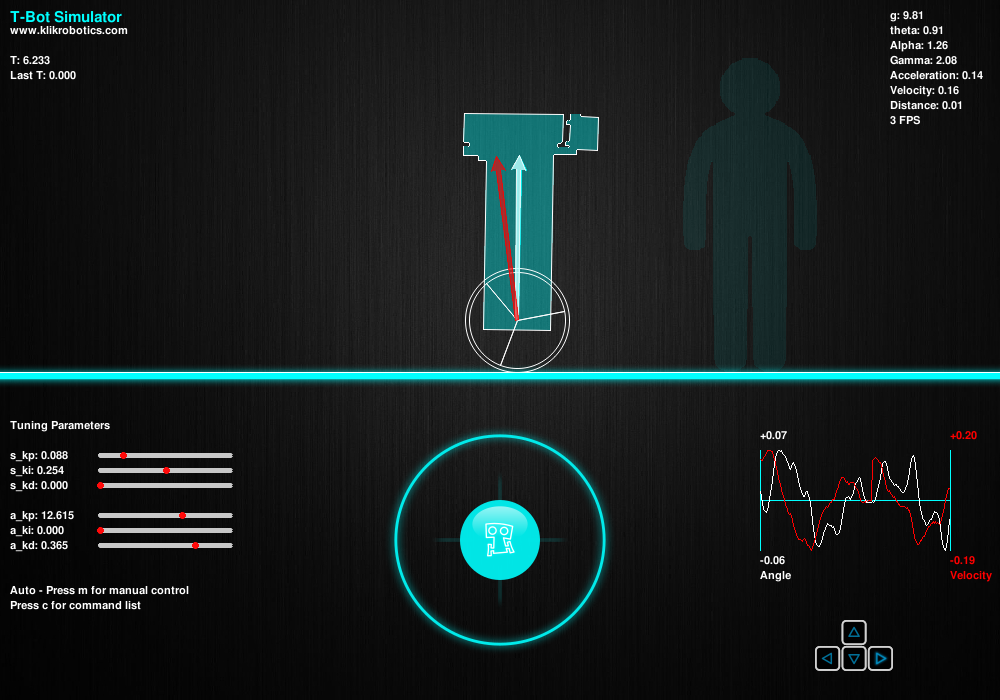 T-Bot Simulator
www.klikrobotics.com
T: 6.233
Last T: 0.000
g: 9.81
theta: 0.91
Alpha: 1.26
Gamma: 2.08
Acceleration: 0.14
Velocity: 0.16
Distance: 0.01
3 FPS
Tuning Parameters
s_kp: 0.088
s_ki: 0.254
s_kd: 0.000
a_kp: 12.615
a_ki: 0.000
a_kd: 0.365
Auto - Press m for manual control
Press c for command list
+0.07
+0.20
-0.06
-0.19
Angle
Velocity